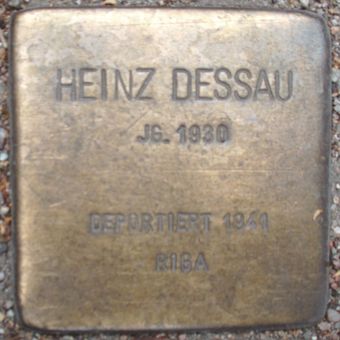 HEINZ DESSAU
JG. 1930
DEPORTIERT 1941
RIGA